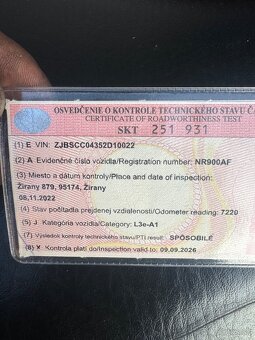 OSVEDČENIE O KONTROLE TECHNICKÉHO STAVU
CERTIFICATE OF ROADWORTHINESS TEST
SKT 251 931
(1) E VIN: ZJBSCC04352D10022
(2) A Evidenčné číslo vozidla/Registration number: NR900AF
(3) Miesto a dátum kontroly/Place and date of inspection:
Žirany 879, 95174, Žirany
08.11.2022
(4) Stav počítadla prejdenej vzdialenosti/Odometer reading: 7220
(5) J Kategória vozidla/Category: L3e-A1
(7) Výsledok kontroly technického stavu/PTI result: SPÔSOBILÉ
(8) X Kontrola platí do/Inspection valid to: 09.09.2026